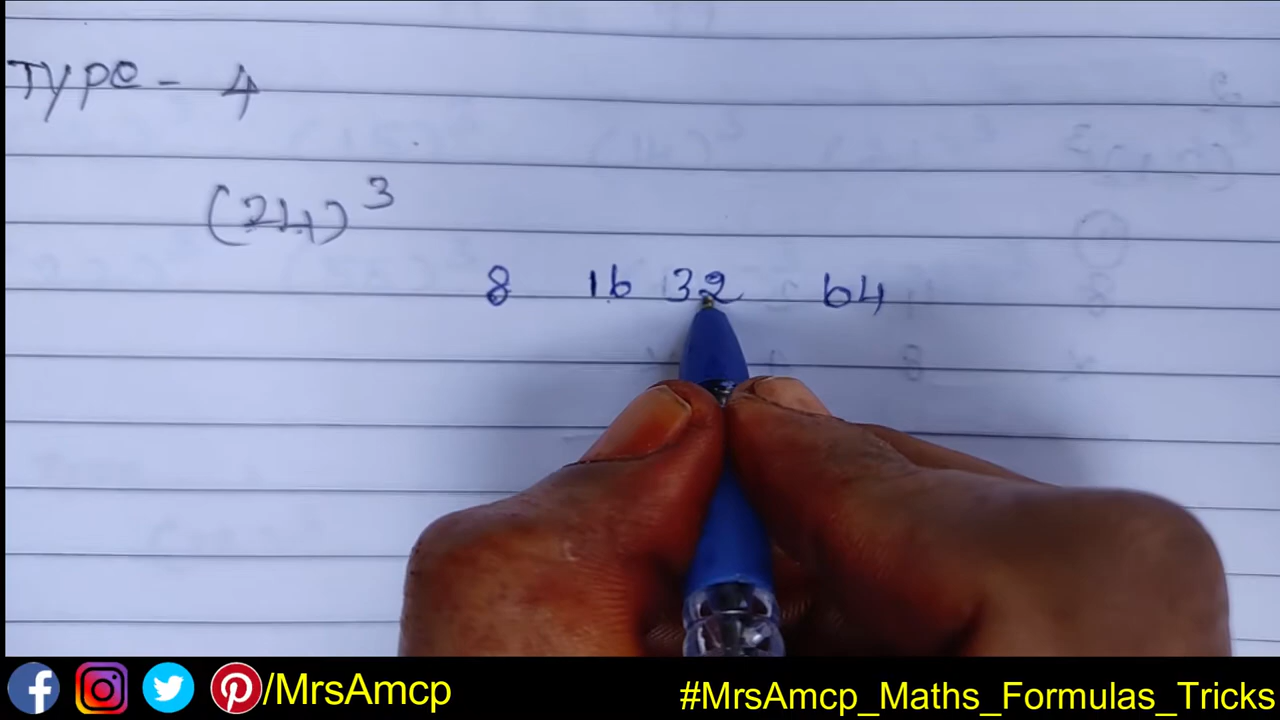 Type - 4
(24)³
8 16 32 64
/MrsAmcp
#MrsAmcp_Maths_Formulas_Tricks